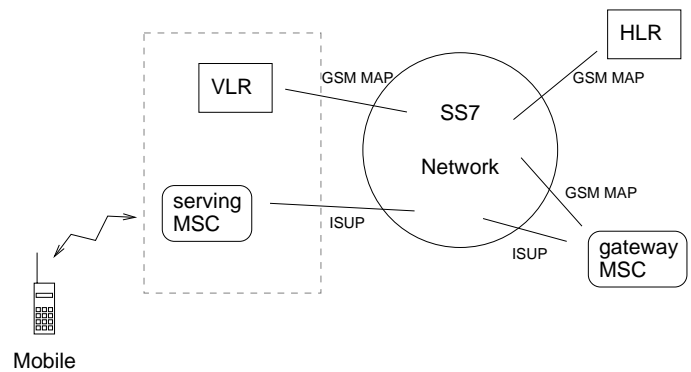 HLR
VLR
GSM MAP
GSM MAP
SS7
Network
GSM MAP
serving
MSC
ISUP
ISUP
gateway
MSC
Mobile